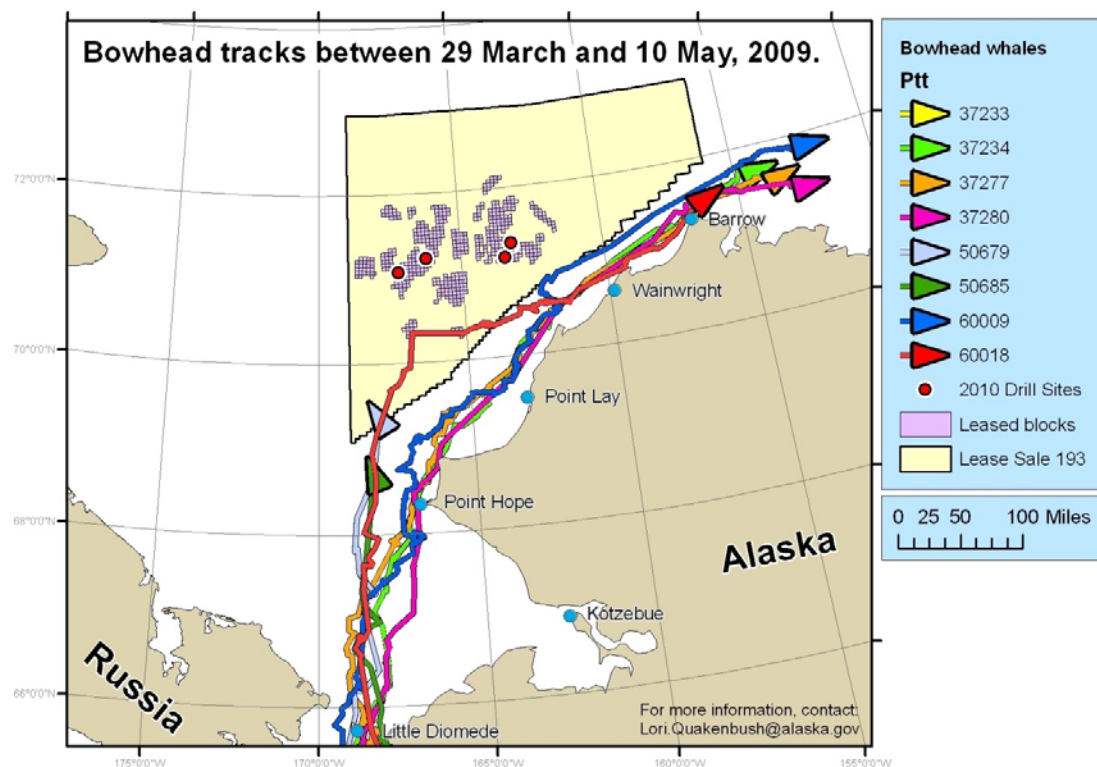 Bowhead tracks between 29 March and 10 May, 2009.
72°0'0"N
70°0'0"N
68°0'0"N
66°0'0"N
Barrow
Wainwright
Point Lay
Point Hope
Alaska
Kotzebue
Russia
Little Diomede
For more information, contact:
Lori.Quakenbush@alaska.gov
175°0'0"W
170°0'0"W
165°0'0"W
160°0'0"W
155°0'0"W
Bowhead whales
Ptt
37233
37234
37277
37280
50679
50685
60009
60018
2010 Drill Sites
Leased blocks
Lease Sale 193
0 25 50 100 Miles